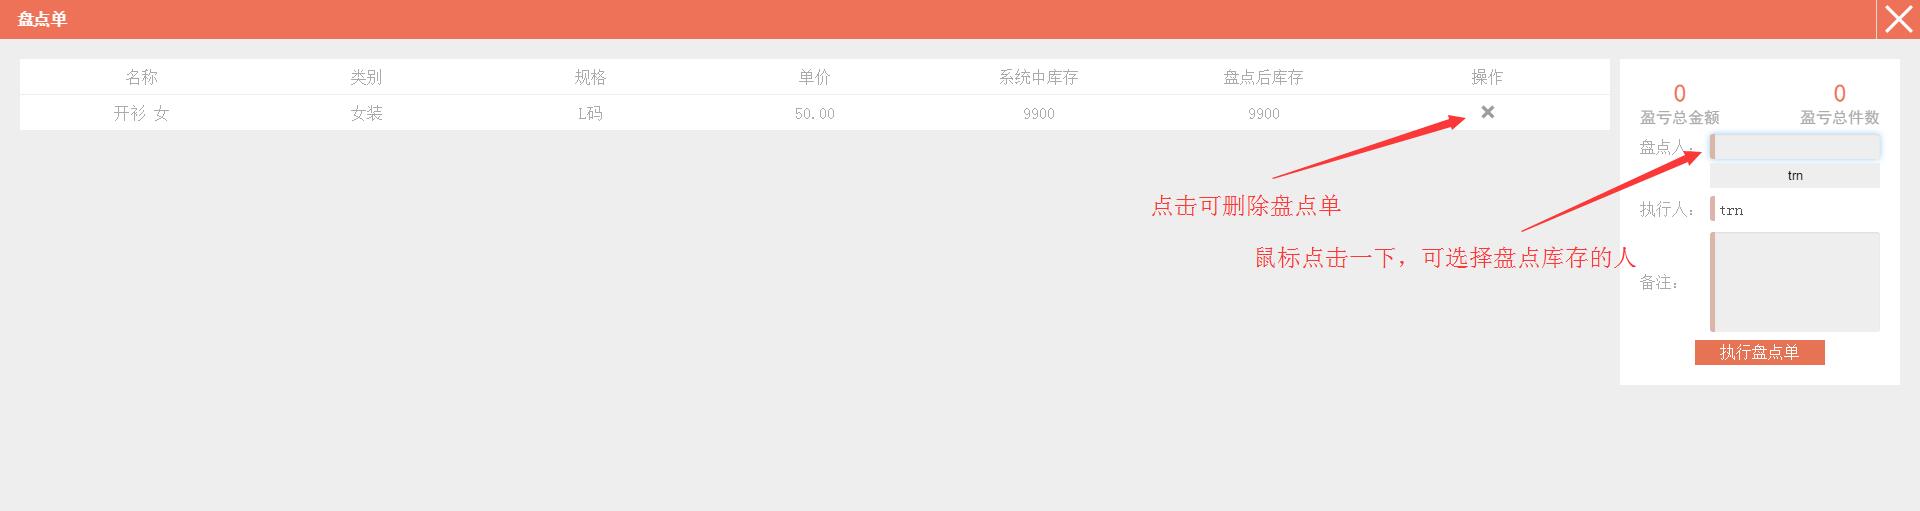 盘点单
名称 类别 规格 单价 系统中库存 盘点后库存 操作
开衫 女 女装 L码 50.00 9900 9900
0 0
盈亏总金额 盈亏总件数
盘点人：
trn
执行人： trn
备注：
执行盘点单
点击可删除盘点单
鼠标点击一下，可选择盘点库存的人